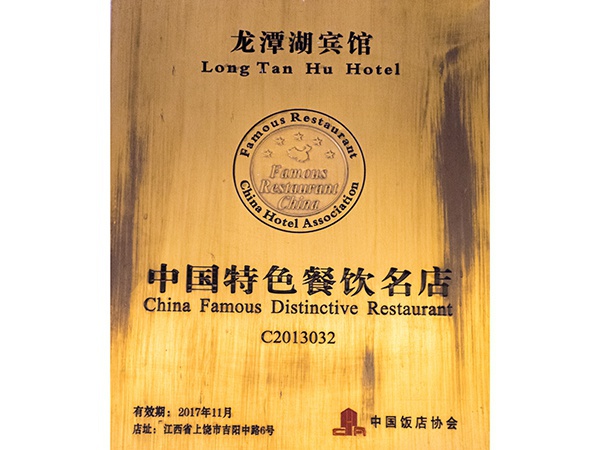 龙潭湖宾馆
Long Tan Hu Hotel
Famous Restaurant
Famous
Restaurant
China
China Hotel Association
中国特色餐饮名店
China Famous Distinctive Restaurant
C2013032
有效期：2017年11月
店址：江西省上饶市吉阳中路6号
中国饭店协会